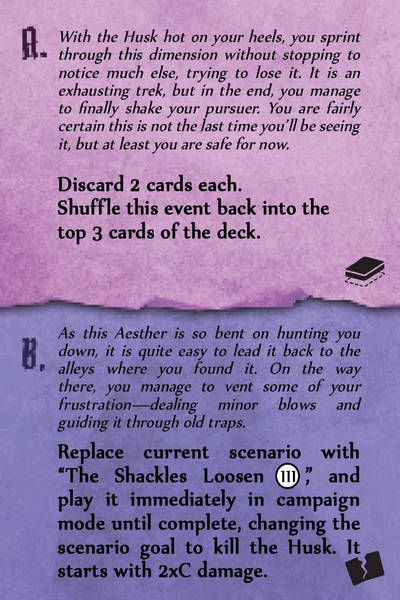 A.
With the Husk hot on your heels, you sprint
through this dimension without stopping to
notice much else, trying to lose it. It is an
exhausting trek, but in the end, you manage
to finally shake your pursuer. You are fairly
certain this is not the last time you’ll be seeing
it, but at least you are safe for now.
Discard 2 cards each.
Shuffle this event back into the
top 3 cards of the deck.
B.
As this Aesther is so bent on hunting you
down, it is quite easy to lead it back to the
alleys where you found it. On the way
there, you manage to vent some of your
frustration—dealing minor blows and
guiding it through old traps.
Replace current scenario with
“The Shackles Loosen 111,” and
play it immediately in campaign
mode until complete, changing the
scenario goal to kill the Husk. It
starts with 2xC damage.